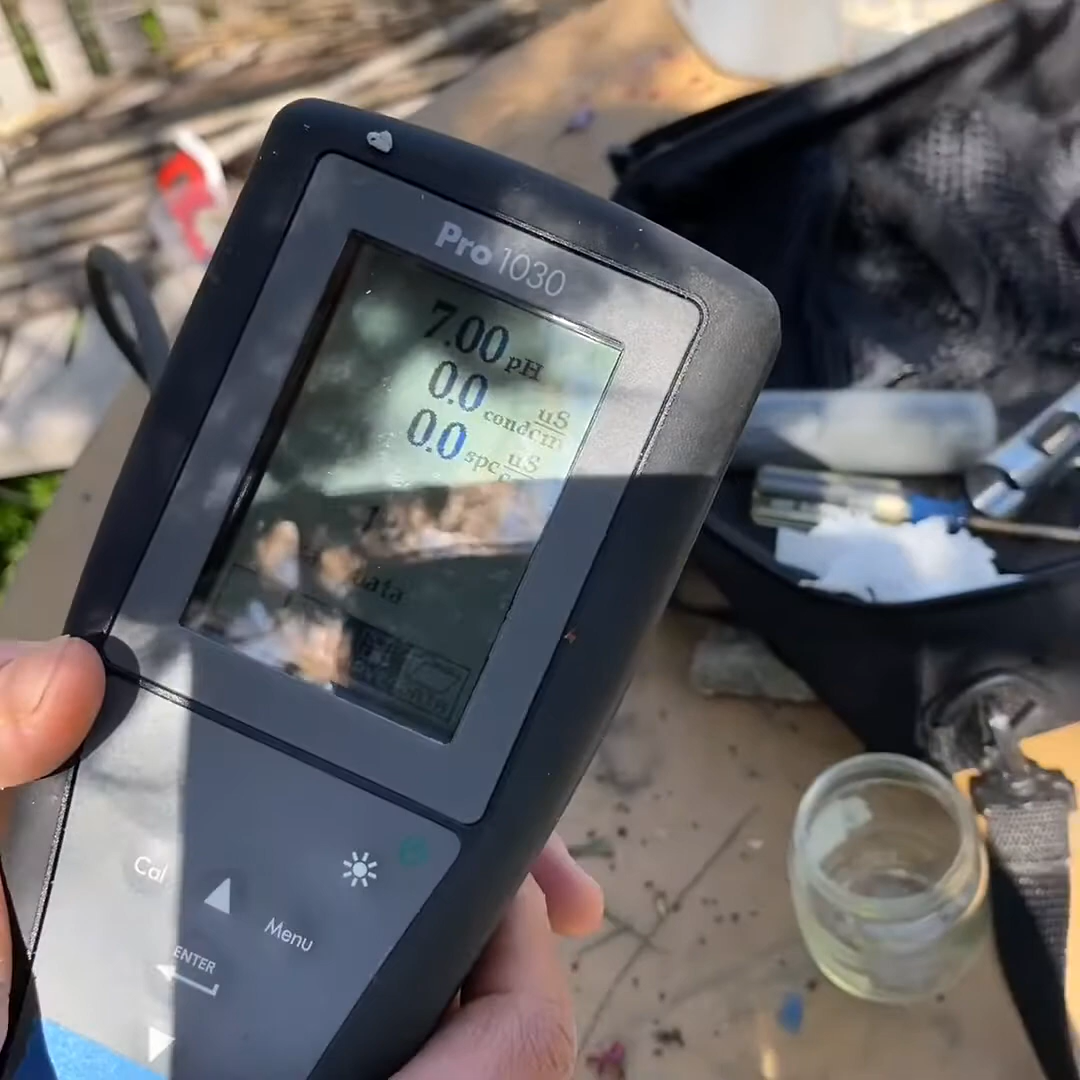 Pro 1030
7.00 pH
0.0 cond uS cm
0.0 spc uS
data
Cal
Menu
ENTER